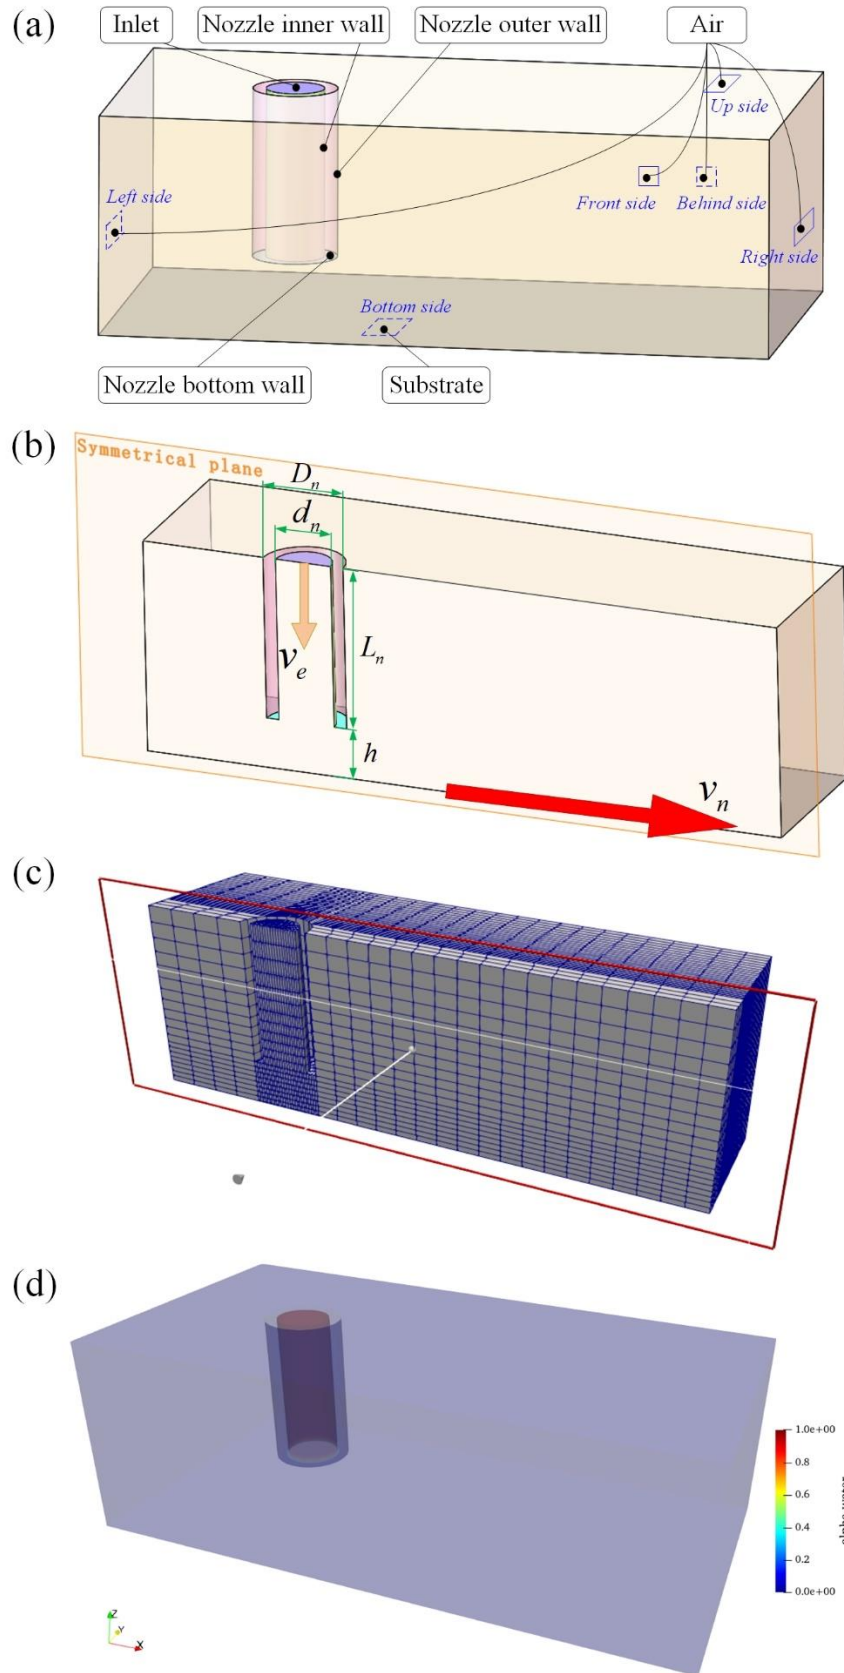 (a)
Inlet
Nozzle inner wall
Nozzle outer wall
Air
Up side
Left side
Front side
Behind side
Right side
Bottom side
Nozzle bottom wall
Substrate
(b)
Symmetrical plane
Dn
dn
ve
Ln
h
vn
(c)
(d)
1.0e+00
0.8
0.6
0.4
0.2
0.0e+00
Z
Y
X